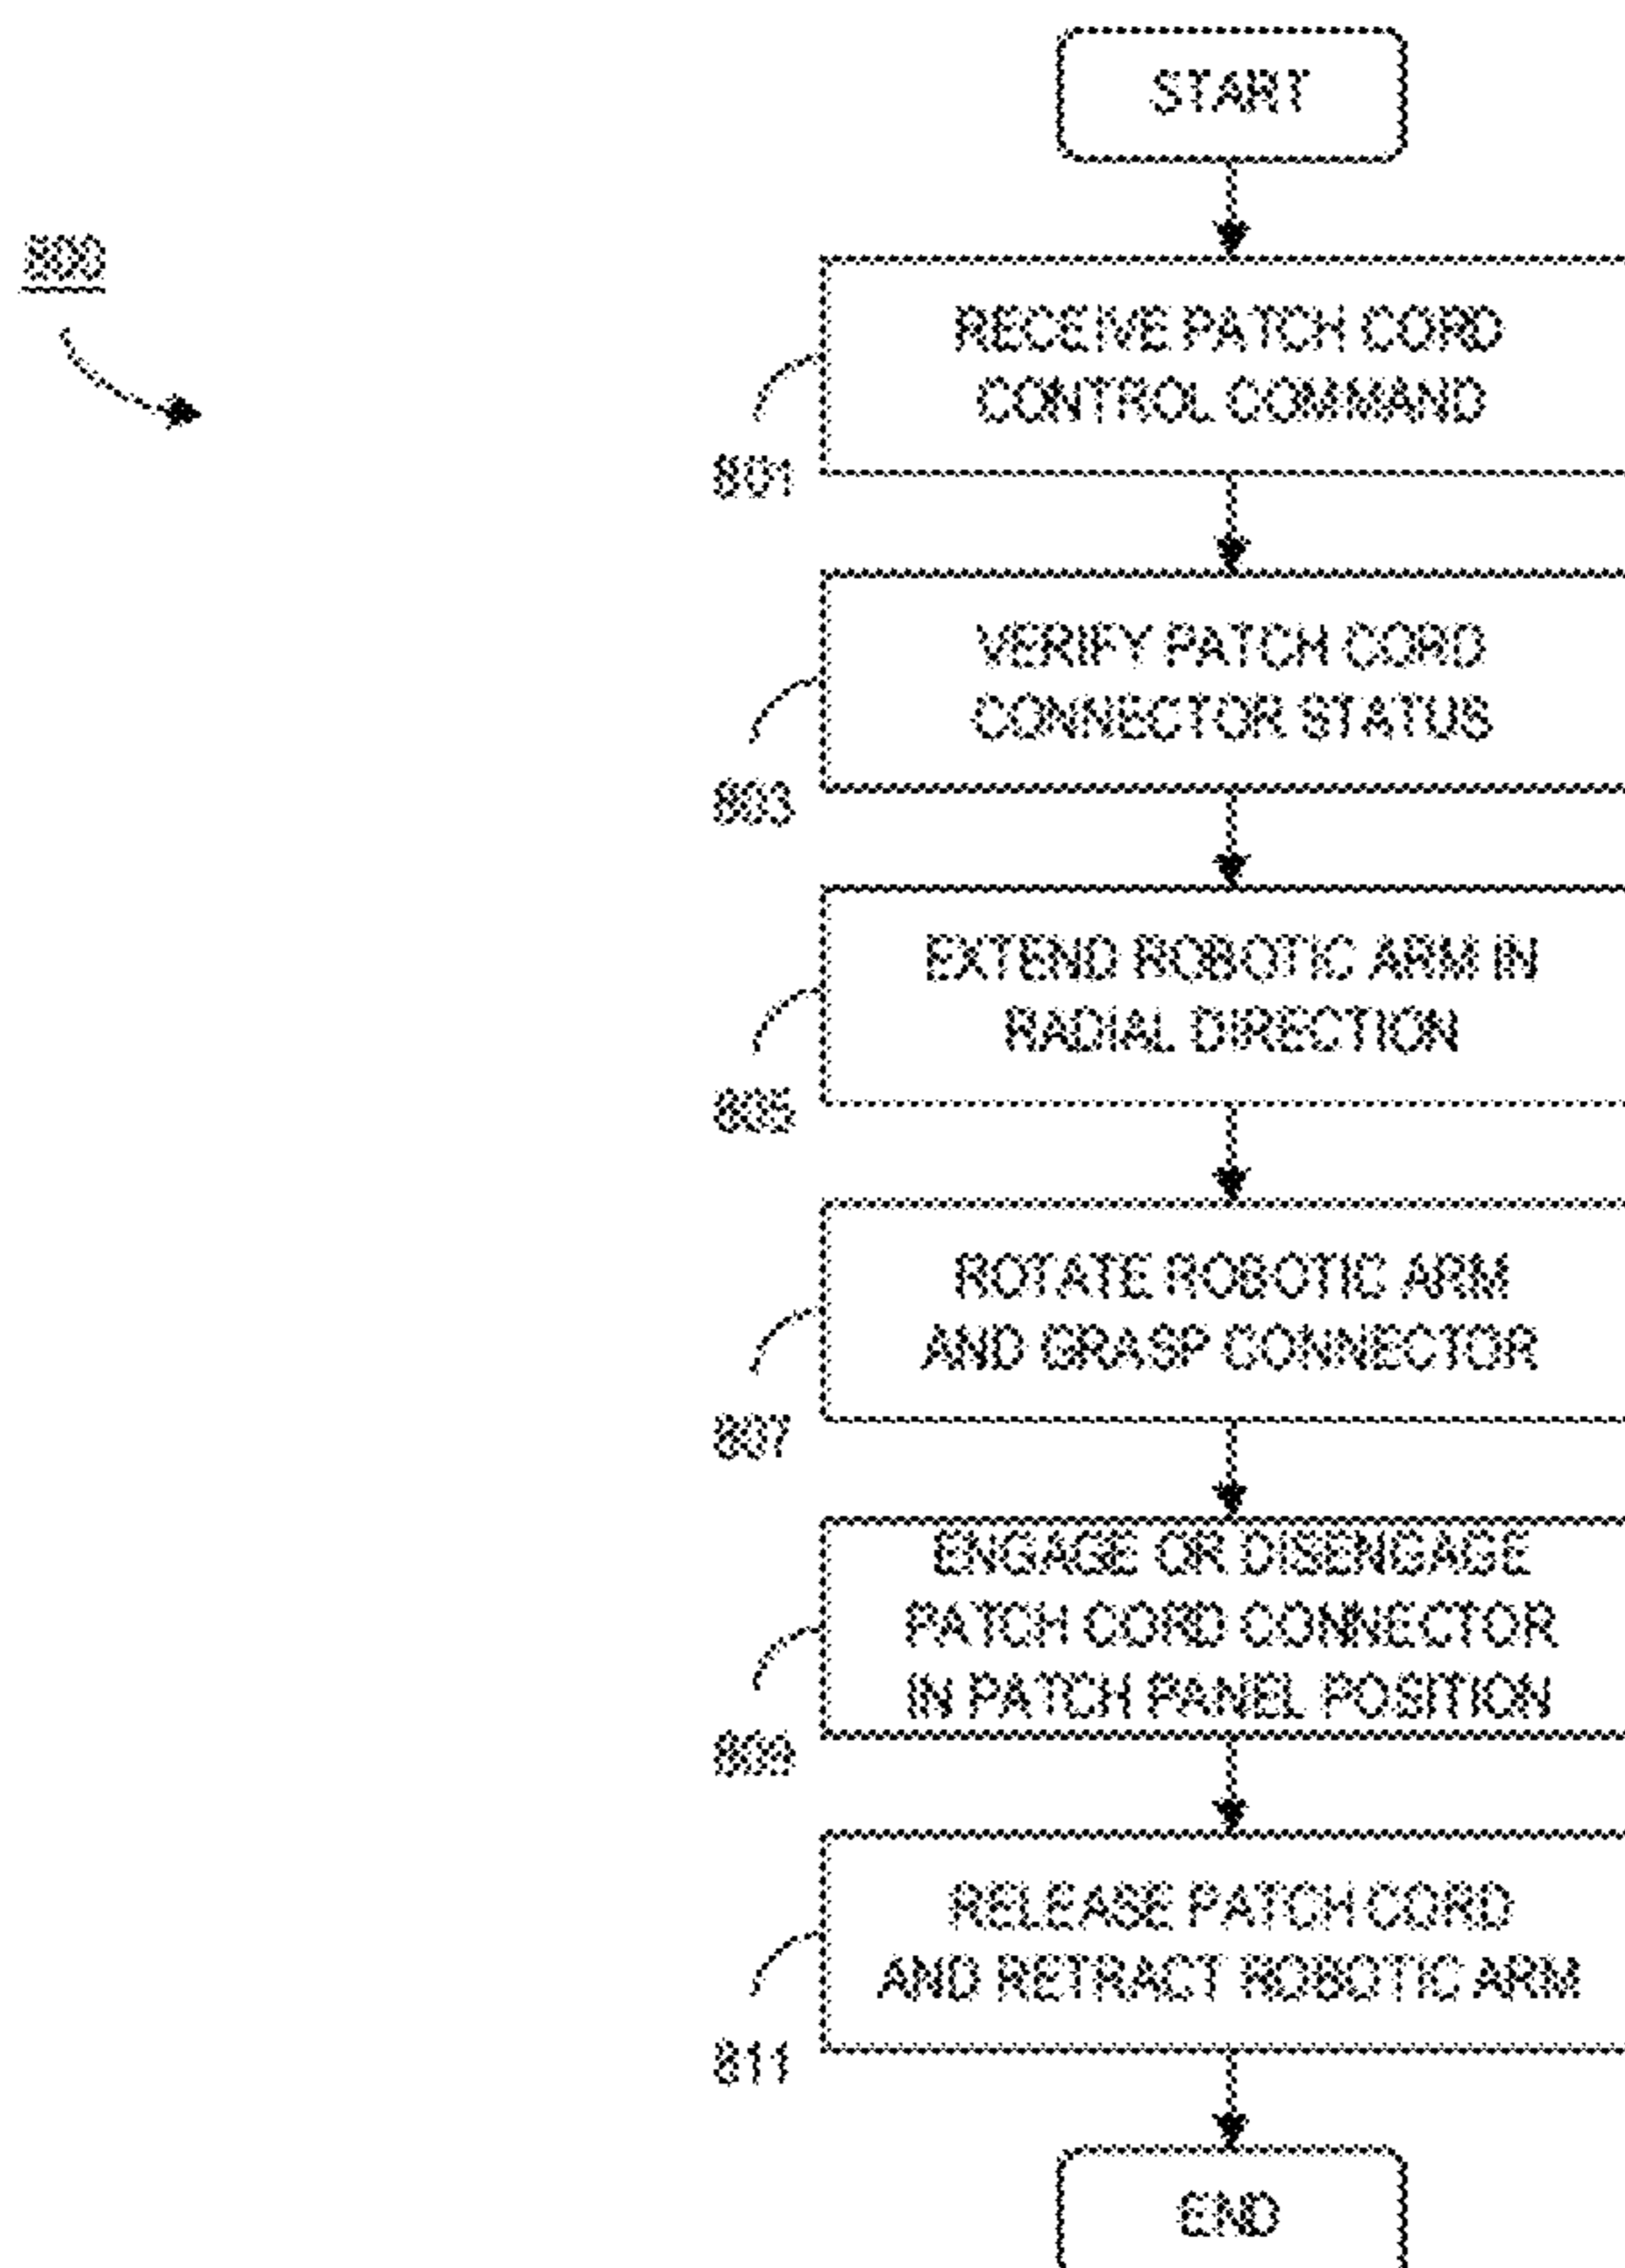 START
800
RECEIVE PATCH CORD
CONTROL COMMAND
801
VERIFY PATCH CORD
CONNECTOR STATUS
803
EXTEND ROBOTIC ARM IN
RADIAL DIRECTION
805
ROTATE ROBOTIC ARM
AND GRASP CONNECTOR
807
ENGAGE OR DISENGAGE
PATCH CORD CONNECTOR
IN PATCH PANEL POSITION
809
RELEASE PATCH CORD
AND RETRACT ROBOTIC ARM
811
END